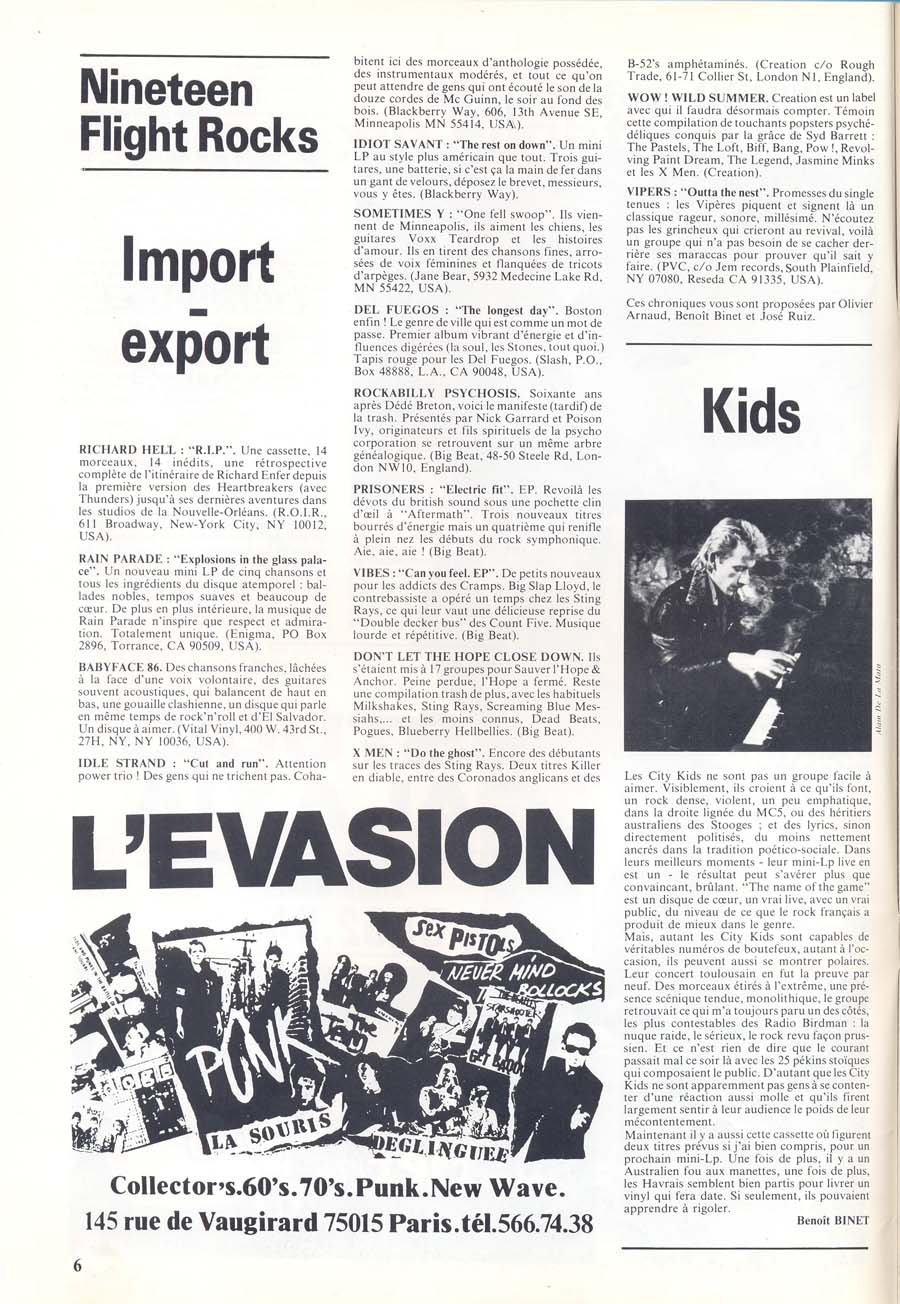 Nineteen
Flight Rocks
Import
-
export
RICHARD HELL : “R.I.P.”. Une cassette, 14
morceaux, 14 inédits, une rétrospective
complète de l'itinéraire de Richard Enfer depuis
la première version des Heartbreakers (avec
Thunders) jusqu'à ses dernières aventures dans
les studios de la Nouvelle-Orléans. (R.O.I.R.,
611 Broadway, New-York City, NY 10012,
USA).
RAIN PARADE : “Explosions in the glass pala-
ce”. Un nouveau mini LP de cinq chansons et
tous les ingrédients du disque atemporel : bal-
lades nobles, tempos suaves et beaucoup de
cœur. De plus en plus intérieure, la musique de
Rain Parade n'inspire que respect et admira-
tion. Totalement unique. (Enigma, PO Box
2896, Torrance, CA 90509, USA).
BABYFACE 86. Des chansons franches, lâchées
à la face d'une voix volontaire, des guitares
souvent acoustiques, qui balancent de haut en
bas, une gouaille clashienne, un disque qui parle
en même temps de rock'n'roll et d'El Salvador.
Un disque à aimer. (Vital Vinyl, 400 W. 43rd St.,
27H, NY, NY 10036, USA).
IDLE STRAND : “Cut and run”. Attention
power trio ! Des gens qui ne trichent pas. Coha-
bitent ici des morceaux d'anthologie possédée,
des instrumentaux modérés, et tout ce qu'on
peut attendre de gens qui ont écouté le son de la
douze cordes de Mc Guinn, le soir au fond des
bois. (Blackberry Way, 606, 13th Avenue SE,
Minneapolis MN 55414, USA).
IDIOT SAVANT : “The rest on down”. Un mini
LP au style plus américain que tout. Trois gui-
tares, une batterie, si c'est ça la main de fer dans
un gant de velours, déposez le brevet, messieurs,
vous y êtes. (Blackberry Way).
SOMETIMES Y : “One fell swoop”. Ils vien-
nent de Minneapolis, ils aiment les chiens, les
guitares Voxx Teardrop et les histoires
d'amour. Ils en tirent des chansons fines, arro-
sées de voix féminines et flanquées de tricots
d'arpèges. (Jane Bear, 5932 Medecine Lake Rd,
MN 55422, USA).
DEL FUEGOS : “The longest day”. Boston
enfin ! Le genre de ville qui est comme un mot de
passe. Premier album vibrant d'énergie et d'in-
fluences digérées (la soul, les Stones, tout quoi.)
Tapis rouge pour les Del Fuegos. (Slash, P.O.,
Box 48888, L.A., CA 90048, USA).
ROCKABILLY PSYCHOSIS. Soixante ans
après Dédé Breton, voici le manifeste (tardif) de
la trash. Présentés par Nick Garrard et Poison
Ivy, originateurs et fils spirituels de la psycho
corporation se retrouvent sur un même arbre
généalogique. (Big Beat, 48-50 Steele Rd, Lon-
don NW10, England).
PRISONERS : “Electric fit”. EP. Revoilà les
dévots du british sound sous une pochette clin
d'œil à “Aftermath”. Trois nouveaux titres
bourrés d'énergie mais un quatrième qui renifle
à plein nez les débuts du rock symphonique.
Aie, aie, aie ! (Big Beat).
VIBES : “Can you feel. EP”. De petits nouveaux
pour les addicts des Cramps. Big Slap Lloyd, le
contrebassiste a opéré un temps chez les Sting
Rays, ce qui leur vaut une délicieuse reprise du
“Double decker bus” des Count Five. Musique
lourde et répétitive. (Big Beat).
DON'T LET THE HOPE CLOSE DOWN. Ils
s'étaient mis à 17 groupes pour Sauver l'Hope &
Anchor. Peine perdue, l'Hope a fermé. Reste
une compilation trash de plus, avec les habituels
Milkshakes, Sting Rays, Screaming Blue Mes-
siahs,... et les moins connus, Dead Beats,
Pogues, Blueberry Hellbellies. (Big Beat).
X MEN : “Do the ghost”. Encore des débutants
sur les traces des Sting Rays. Deux titres Killer
en diable, entre des Coronados anglicans et des
B-52's amphétaminés. (Creation c/o Rough
Trade, 61-71 Collier St, London N1, England).
WOW ! WILD SUMMER. Creation est un label
avec qui il faudra désormais compter. Témoin
cette compilation de touchants popsters psyché-
déliques conquis par la grâce de Syd Barrett :
The Pastels, The Loft, Biff, Bang, Pow !, Revol-
ving Paint Dream, The Legend, Jasmine Minks
et les X Men. (Creation).
VIPERS : “Outta the nest”. Promesses du single
tenues : les Vipères piquent et signent là un
classique rageur, sonore, millésimé. N'écoutez
pas les grincheux qui crieront au revival, voilà
un groupe qui n'a pas besoin de se cacher der-
rière ses maraccas pour prouver qu'il sait y
faire. (PVC, c/o Jem records, South Plainfield,
NY 07080, Reseda CA 91335, USA).
Ces chroniques vous sont proposées par Olivier
Arnaud, Benoît Binet et José Ruiz.
Kids
Alain De La Mata
Les City Kids ne sont pas un groupe facile à
aimer. Visiblement, ils croient à ce qu'ils font,
un rock dense, violent, un peu emphatique,
dans la droite lignée du MC5, ou des héritiers
australiens des Stooges ; et des lyrics, sinon
directement politisés, du moins nettement
ancrés dans la tradition poético-sociale. Dans
leurs meilleurs moments - leur mini-Lp live en
est un - le résultat peut s'avérer plus que
convaincant, brûlant. “The name of the game”
est un disque de cœur, un vrai live, avec un vrai
public, du niveau de ce que le rock français a
produit de mieux dans le genre.
Mais, autant les City Kids sont capables de
véritables numéros de boutefeux, autant à l'oc-
casion, ils peuvent aussi se montrer polaires.
Leur concert toulousain en fut la preuve par
neuf. Des morceaux étirés à l'extrême, une pré-
sence scénique tendue, monolithique, le groupe
retrouvait ce qui m'a toujours paru un des côtés,
les plus contestables des Radio Birdman : la
nuque raide, le sérieux, le rock revu façon prus-
sien. Et ce n'est rien de dire que le courant
passait mal ce soir là avec les 25 pékins stoïques
qui composaient le public. D'autant que les City
Kids ne sont apparemment pas gens à se conten-
ter d'une réaction aussi molle et qu'ils firent
largement sentir à leur audience le poids de leur
mécontentement.
Maintenant il y a aussi cette cassette où figurent
deux titres prévus si j'ai bien compris, pour un
prochain mini-Lp. Une fois de plus, il y a un
Australien fou aux manettes, une fois de plus,
les Havrais semblent bien partis pour livrer un
vinyl qui fera date. Si seulement, ils pouvaient
apprendre à rigoler.
Benoît BINET
L'EVASION
SEX PISTOLS
NEVER MIND
BOLLOCKS
THE BEATLES
GET BACK
PUNK
LA SOURIS
DEGLINGUEE
Collector's.60's.70's.Punk.New Wave.
145 rue de Vaugirard 75015 Paris.tél.566.74.38
6